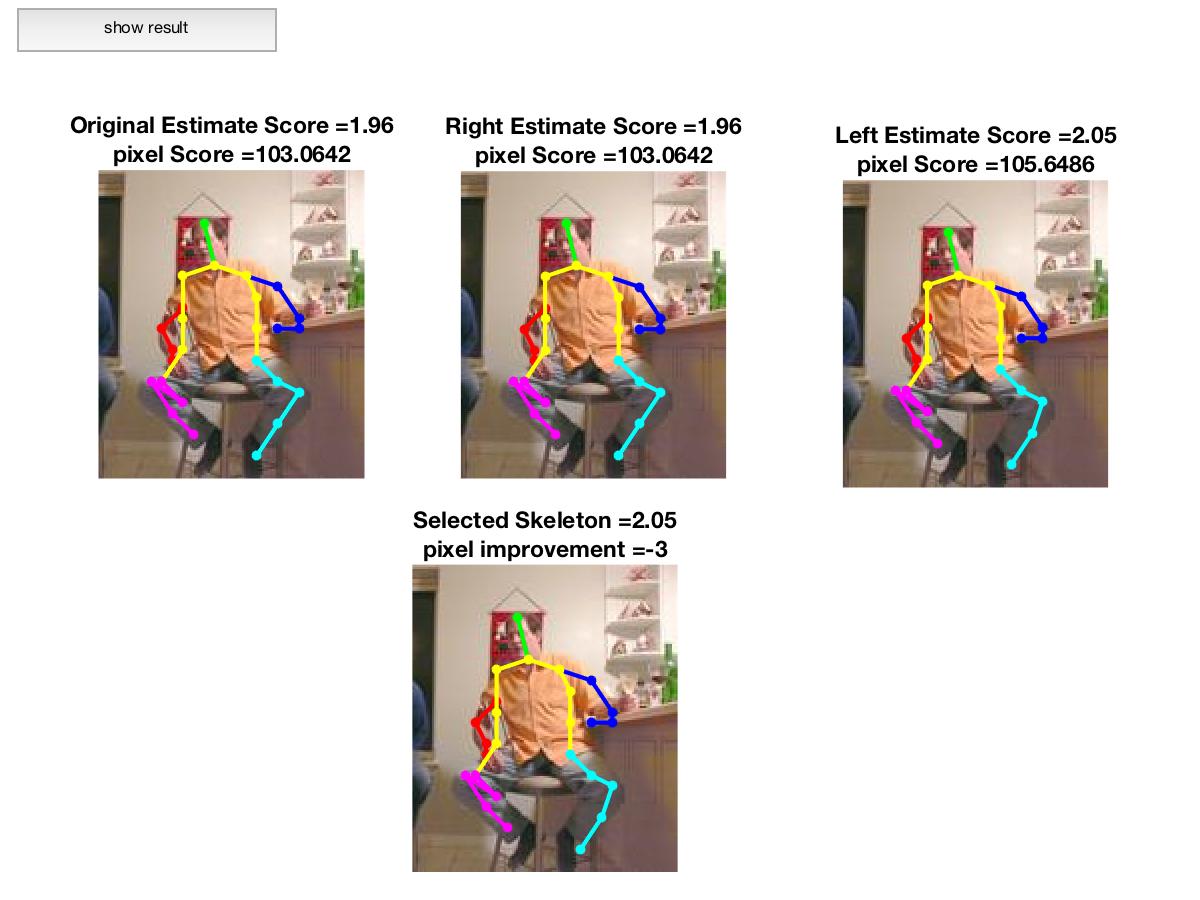 show result
Original Estimate Score =1.96
pixel Score =103.0642
Right Estimate Score =1.96
pixel Score =103.0642
Left Estimate Score =2.05
pixel Score =105.6486
Selected Skeleton =2.05
pixel improvement =-3